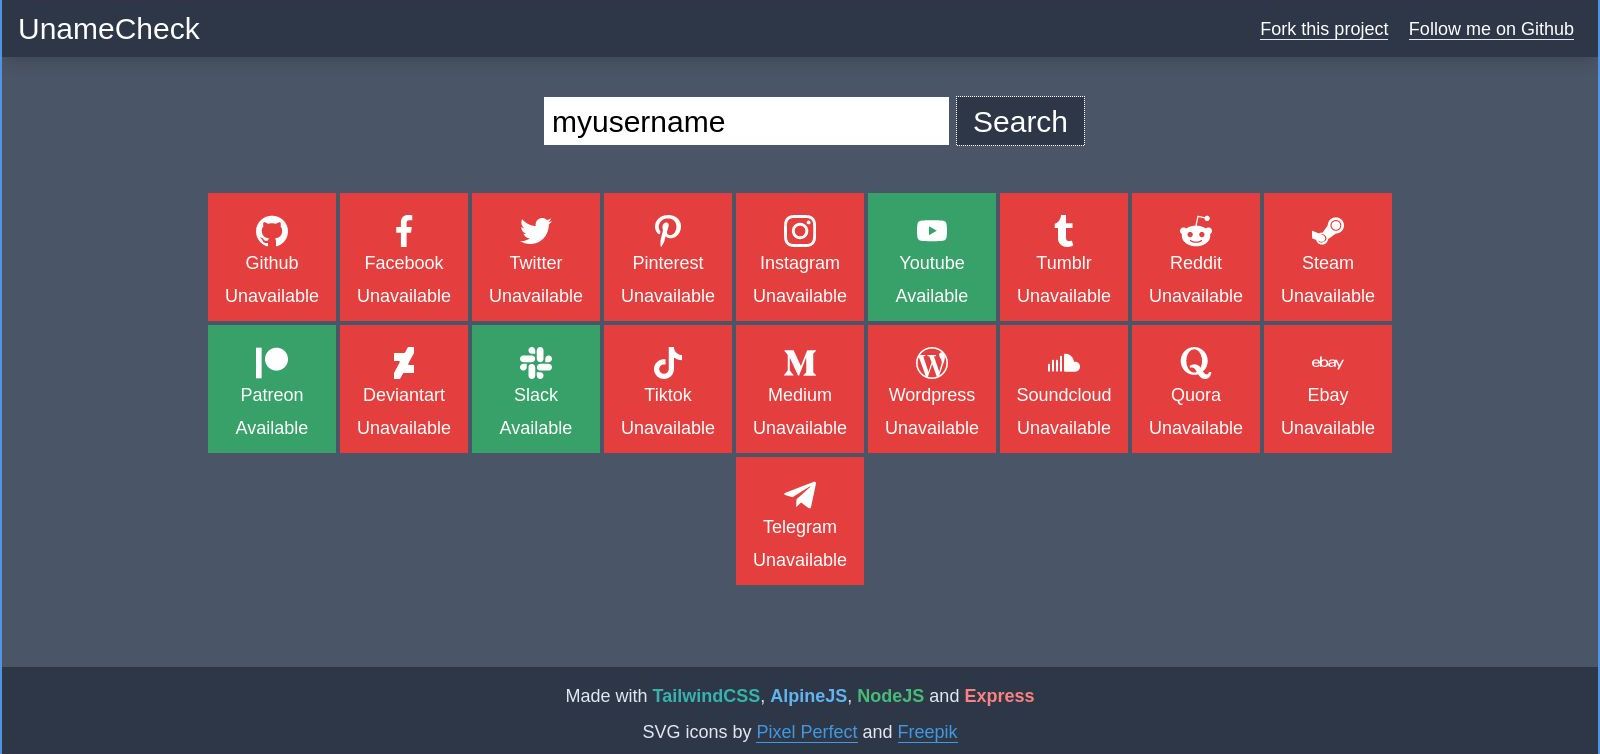 UnameCheck Fork this project Follow me on Github
myusername Search
Github Facebook Twitter Pinterest Instagram Youtube Tumblr Reddit Steam
Unavailable Unavailable Unavailable Unavailable Unavailable Available Unavailable Unavailable Unavailable
ebay
Patreon Deviantart Slack Tiktok Medium Wordpress Soundcloud Quora Ebay
Available Unavailable Available Unavailable Unavailable Unavailable Unavailable Unavailable Unavailable
Telegram
Unavailable
Made with TailwindCSS, AlpineJS, NodeJS and Express
SVG icons by Pixel Perfect and Freepik